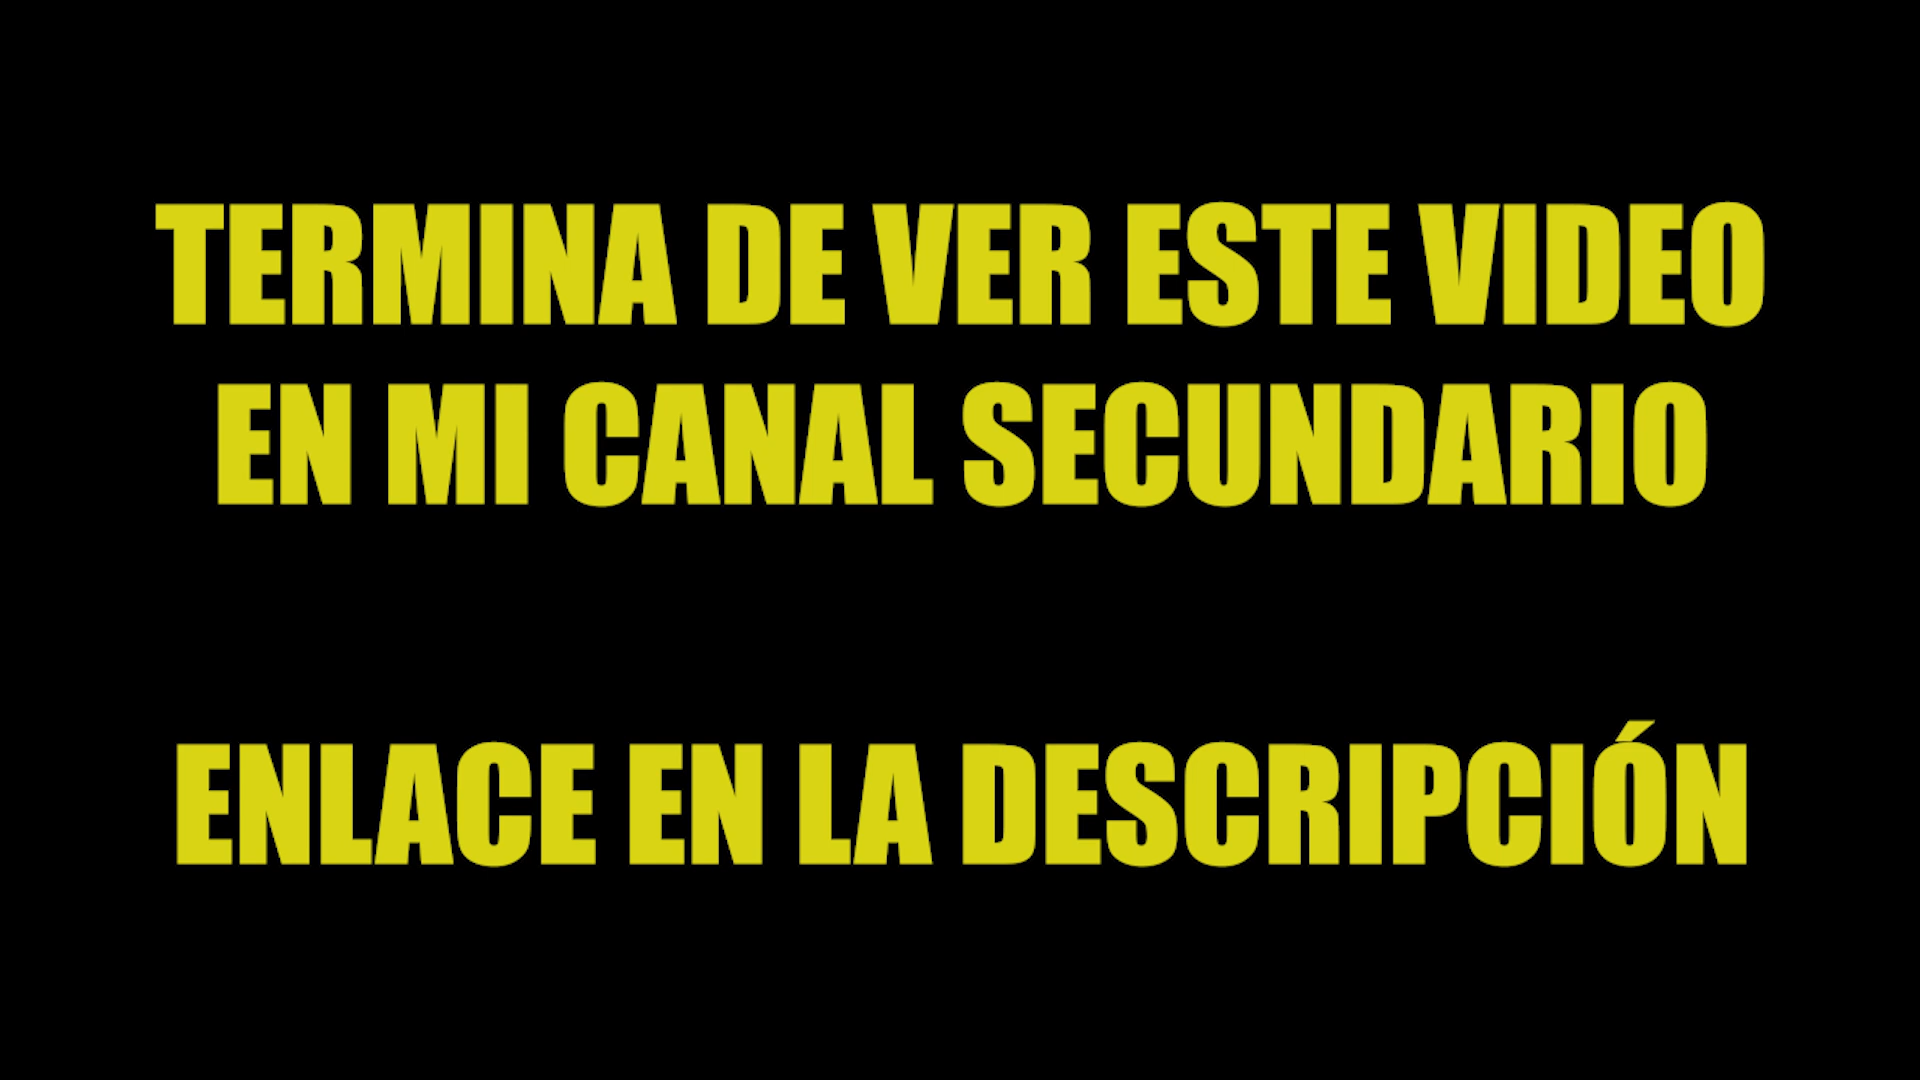 TERMINA DE VER ESTE VIDEO
EN MI CANAL SECUNDARIO
ENLACE EN LA DESCRIPCIÓN